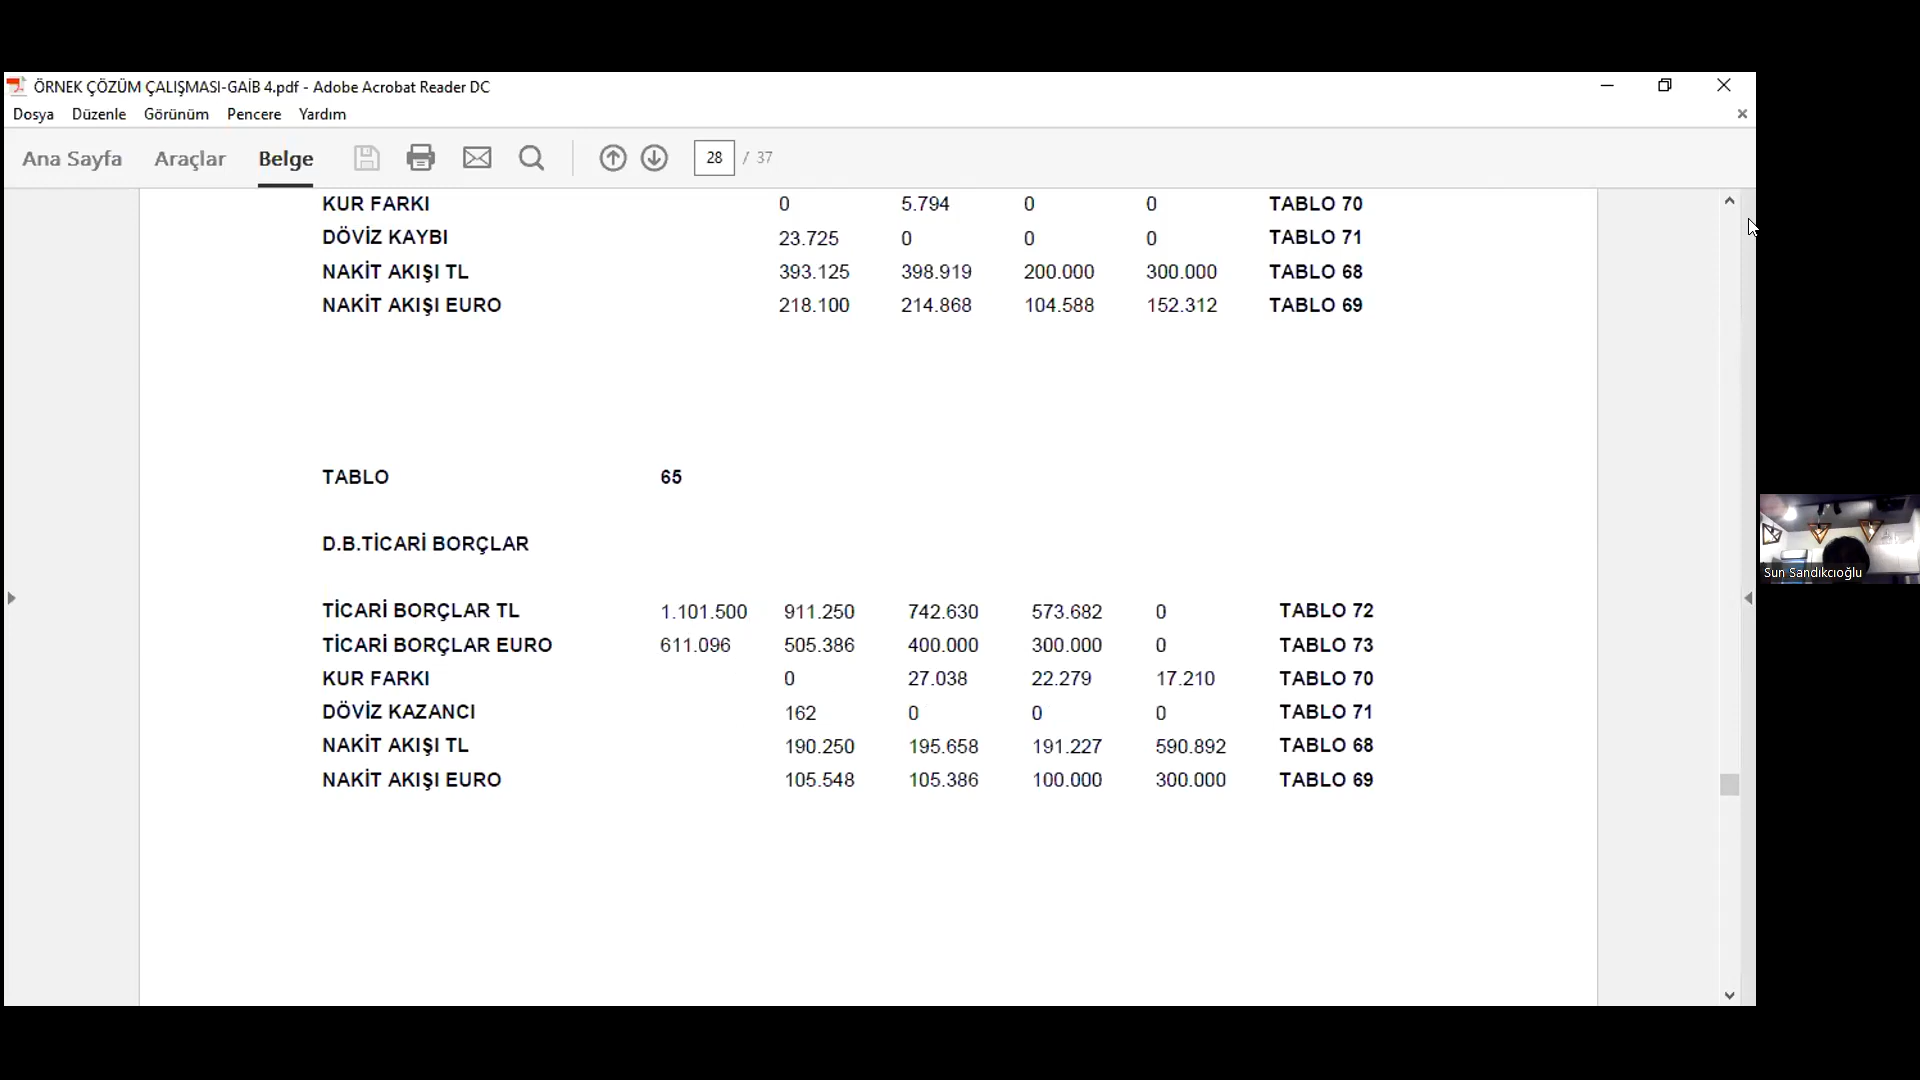 ÖRNEK ÇÖZÜM ÇALIŞMASI-GAİB 4.pdf - Adobe Acrobat Reader DC
Dosya Düzenle Görünüm Pencere Yardım
Ana Sayfa Araçlar Belge 28 / 37
KUR FARKI 0 5.794 0 0 TABLO 70
DÖVİZ KAYBI 23.725 0 0 0 TABLO 71
NAKİT AKIŞI TL 393.125 398.919 200.000 300.000 TABLO 68
NAKİT AKIŞI EURO 218.100 214.868 104.588 152.312 TABLO 69
TABLO 65
D.B.TİCARİ BORÇLAR
TİCARİ BORÇLAR TL 1.101.500 911.250 742.630 573.682 0 TABLO 72
TİCARİ BORÇLAR EURO 611.096 505.386 400.000 300.000 0 TABLO 73
KUR FARKI 0 27.038 22.279 17.210 TABLO 70
DÖVİZ KAZANCI 162 0 0 0 TABLO 71
NAKİT AKIŞI TL 190.250 195.658 191.227 590.892 TABLO 68
NAKİT AKIŞI EURO 105.548 105.386 100.000 300.000 TABLO 69
Sun Sandıkcıoğlu